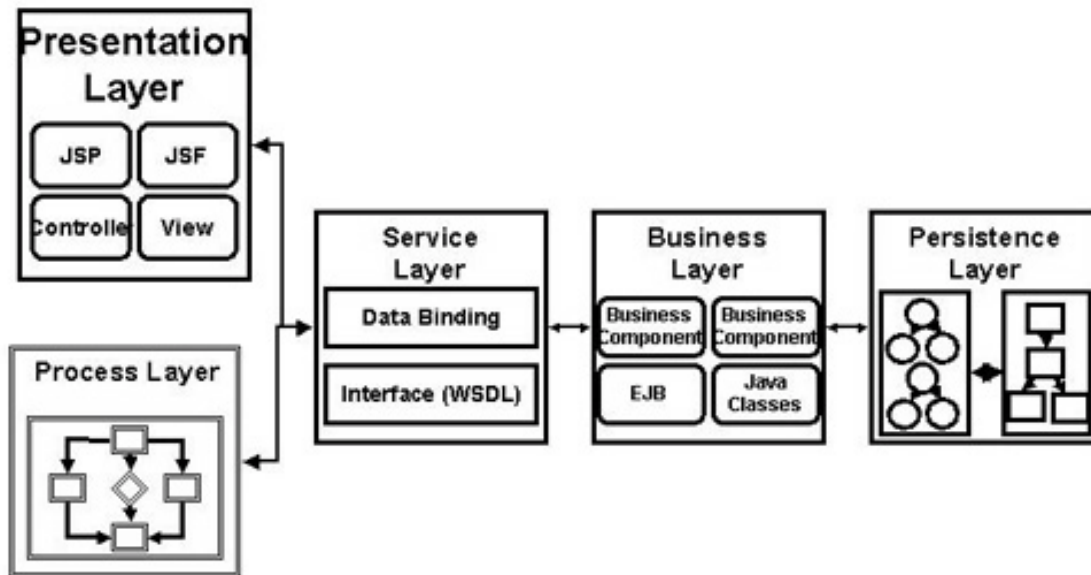 Presentation
Layer
JSP
JSF
Controller
View
Process Layer
Service
Layer
Data Binding
Interface (WSDL)
Business
Layer
Business
Component
Business
Component
EJB
Java
Classes
Persistence
Layer